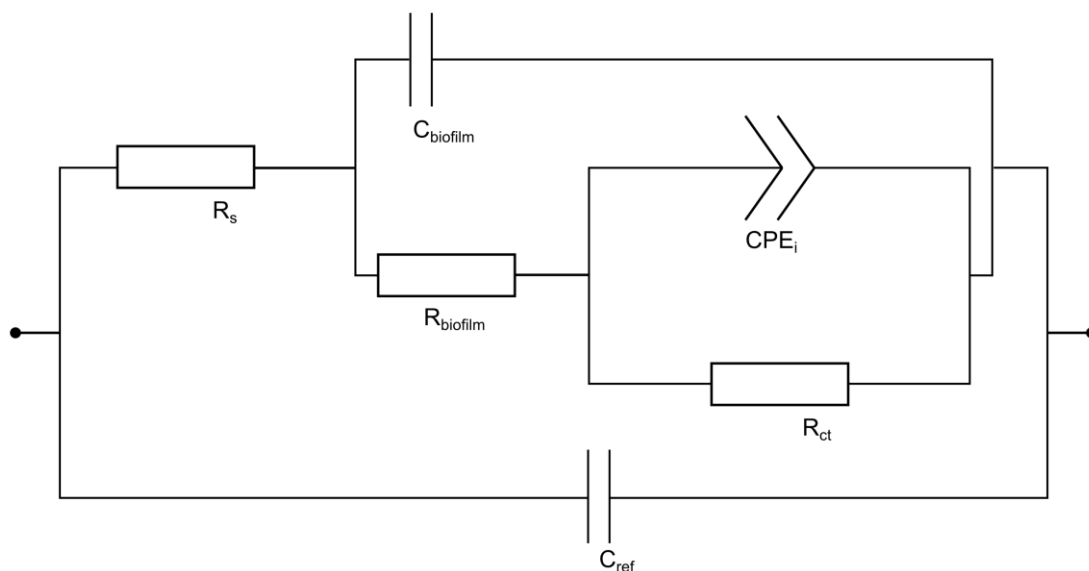 C_biofilm
R_s
CPE_i
R_biofilm
R_ct
C_ref